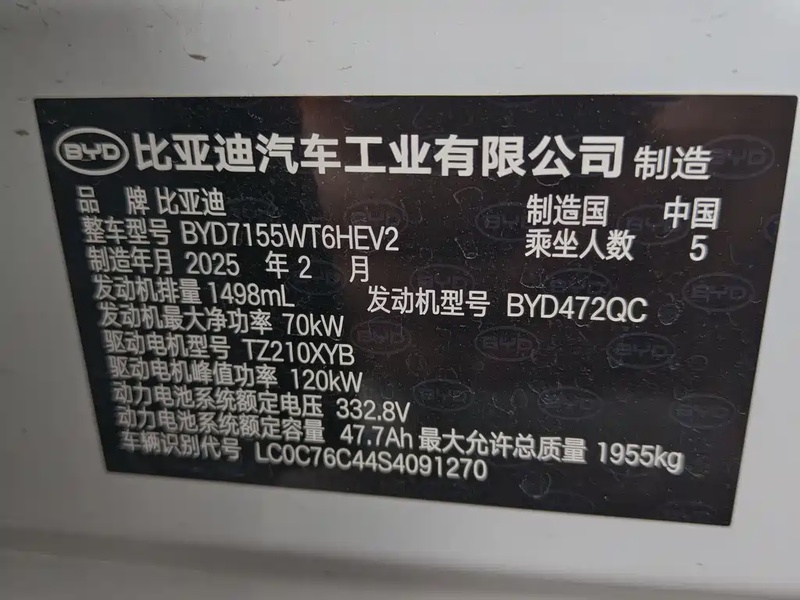 BYD 比亚迪汽车工业有限公司 制造
品 牌 比亚迪 制造国 中国
整车型号 BYD7155WT6HEV2 乘坐人数 5
制造年月 2025 年 2 月
发动机排量 1498mL 发动机型号 BYD472QC
发动机最大净功率 70kW
驱动电机型号 TZ210XYB
驱动电机峰值功率 120kW
动力电池系统额定电压 332.8V
动力电池系统额定容量 47.7Ah 最大允许总质量 1955kg
车辆识别代号 LC0C76C44S4091270